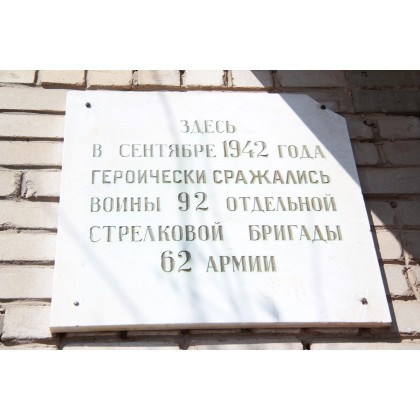 ЗДЕСЬ
В СЕНТЯБРЕ 1942 ГОДА
ГЕРОИЧЕСКИ СРАЖАЛИСЬ
ВОИНЫ 92 ОТДЕЛЬНОЙ
СТРЕЛКОВОЙ БРИГАДЫ
62 АРМИИ